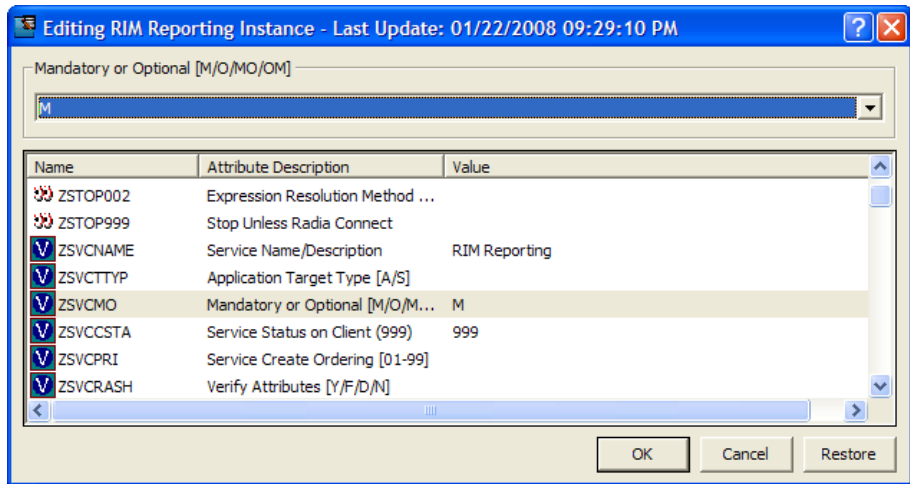 Editing RIM Reporting Instance - Last Update: 01/22/2008 09:29:10 PM
Mandatory or Optional [M/O/MO/OM]
M
Name Attribute Description Value
ZSTOP002 Expression Resolution Method ...
ZSTOP999 Stop Unless Radia Connect
V ZSVCNAME Service Name/Description RIM Reporting
V ZSVCTTYP Application Target Type [A/S]
V ZSVCMO Mandatory or Optional [M/O/M... M
V ZSVCCSTA Service Status on Client (999) 999
V ZSVCPRI Service Create Ordering [01-99]
V ZSVCRASH Verify Attributes [Y/F/D/N]
OK Cancel Restore